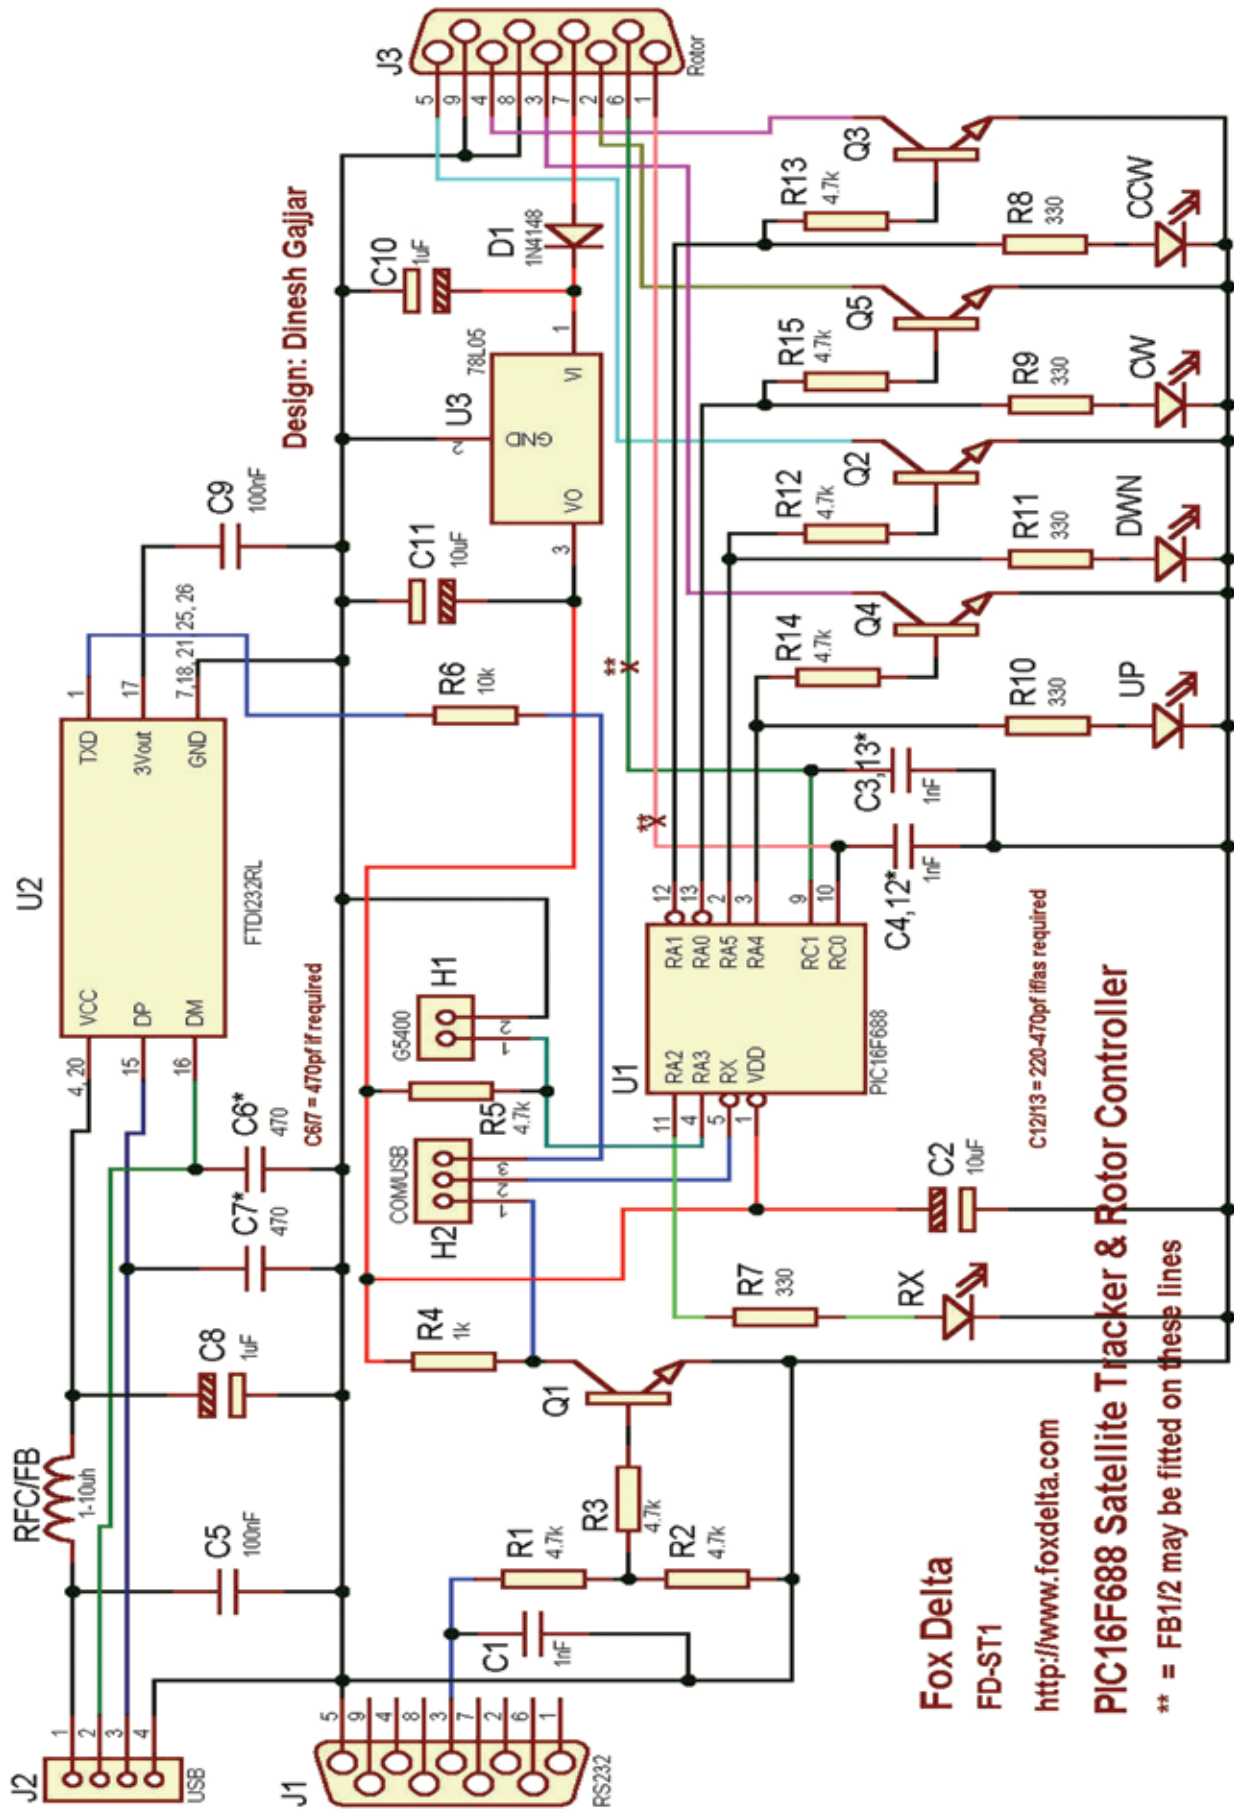 J2
USB
1
2
3
4
RFC/FB
1-10uh
C5
100nF
C8
1uF
C7*
470
C6*
470
C6/7 = 470pf if required
U2
FTDI232RL
VCC
DP
DM
4, 20
15
16
TXD
3Vout
GND
1
17
7,18, 21, 25, 26
C9
100nF
Design: Dinesh Gajjar
J1
RS232
5
9
4
8
3
7
2
6
1
C1
1nF
R1
4.7k
R2
4.7k
R3
4.7k
Q1
R4
1k
H2
COM/USB
1
2
3
R5
4.7k
H1
G5400
1
2
R6
10k
C11
10uF
U3
78L05
VO
VI
GND
3
2
1
C10
1uF
D1
1N4148
J3
Rotor
5
9
4
8
3
7
2
6
1
**
X
**
X
U1
PIC16F688
RA2
RA3
RX
VDD
11
4
5
1
RA1
RA0
RA5
RA4
RC1
RC0
12
13
2
3
9
10
C4,12*
1nF
C3,13*
1nF
C12/13 = 220-470pf if/as required
C2
10uF
R7
330
RX
R14
4.7k
Q4
R10
330
UP
R12
4.7k
Q2
R11
330
DWN
R15
4.7k
Q5
R9
330
CW
R13
4.7k
Q3
R8
330
CCW
Fox Delta
FD-ST1
http://www.foxdelta.com
PIC16F688 Satellite Tracker & Rotor Controller
** = FB1/2 may be fitted on these lines